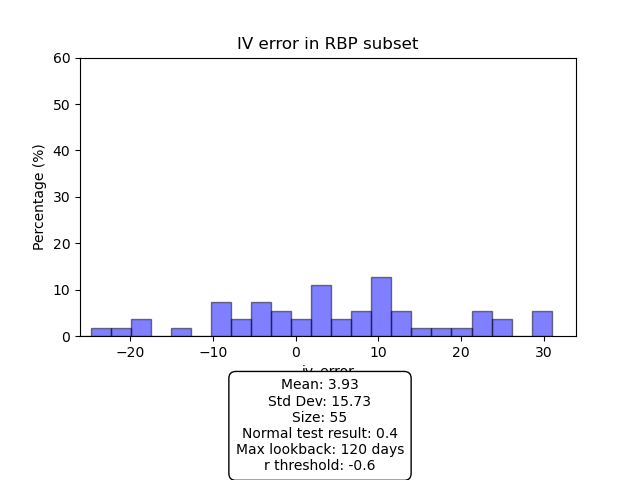 IV error in RBP subset
60
50
40
30
20
10
0
Percentage (%)
−20
−10
0
10
20
30
iv_error
Mean: 3.93
Std Dev: 15.73
Size: 55
Normal test result: 0.4
Max lookback: 120 days
r threshold: -0.6